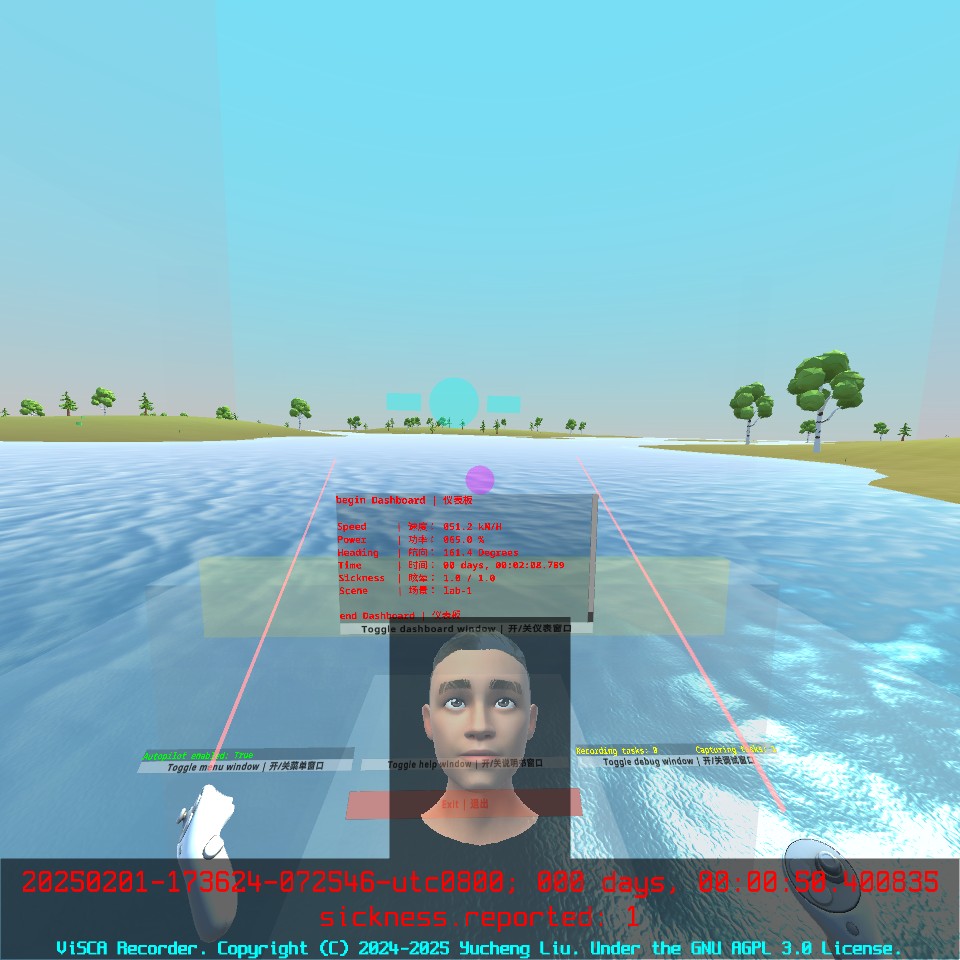 begin Dashboard | 仪表板
Speed | 速度： 051.2 kM/H
Power | 功率： 065.0 %
Heading | 航向： 161.4 Degrees
Time | 时间： 00 days, 00:02:08.789
Sickness | 眩晕： 1.0 / 1.0
Scene | 场景： lab-1
end Dashboard | 仪表板
Toggle dashboard window | 开/关仪表窗口
Autopilot enabled: True
Toggle menu window | 开/关菜单窗口
Toggle help window | 开/关说明书窗口
Recording tasks: 0 Capturing tasks:
Toggle debug window | 开/关调试窗口
Exit | 退出
20250201-173624-072546-utc0800; 000 days, 00:00:50.400835
sickness.reported: 1
ViSCA Recorder. Copyright (C) 2024-2025 Yucheng Liu. Under the GNU AGPL 3.0 License.